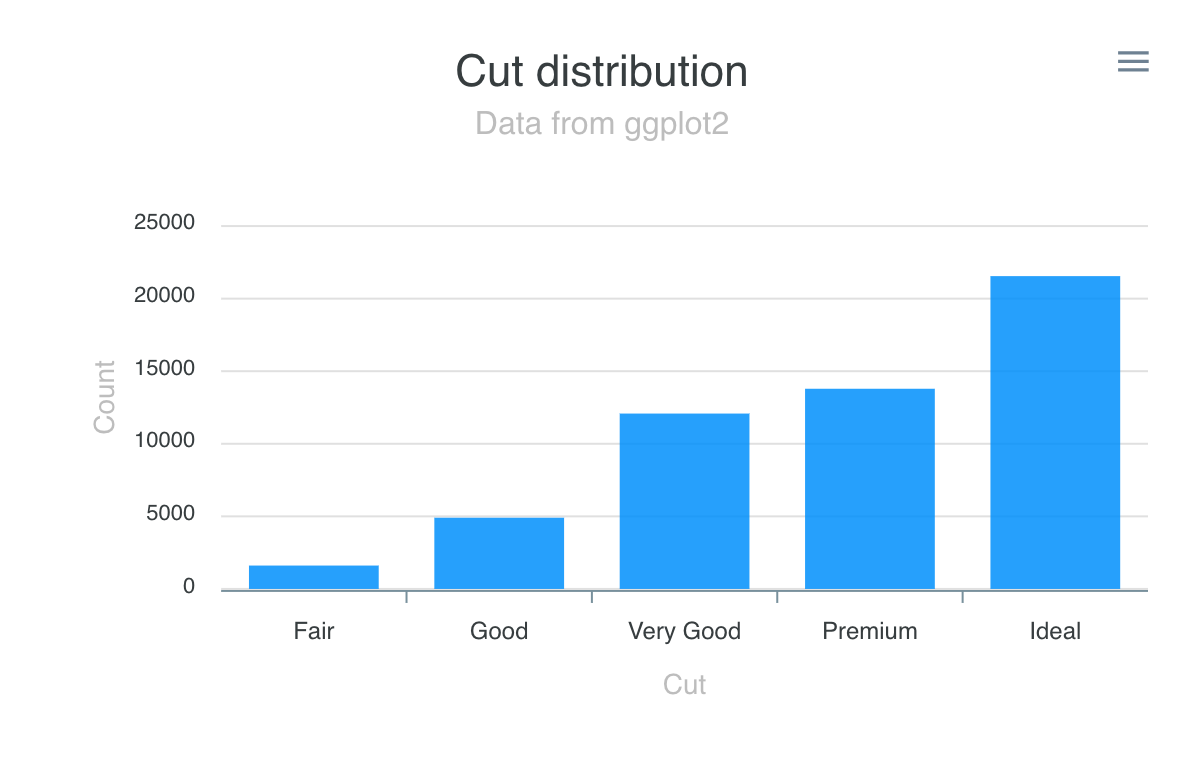 Cut distribution
Data from ggplot2
25000
20000
15000
10000
5000
0
Count
Fair
Good
Very Good
Premium
Ideal
Cut